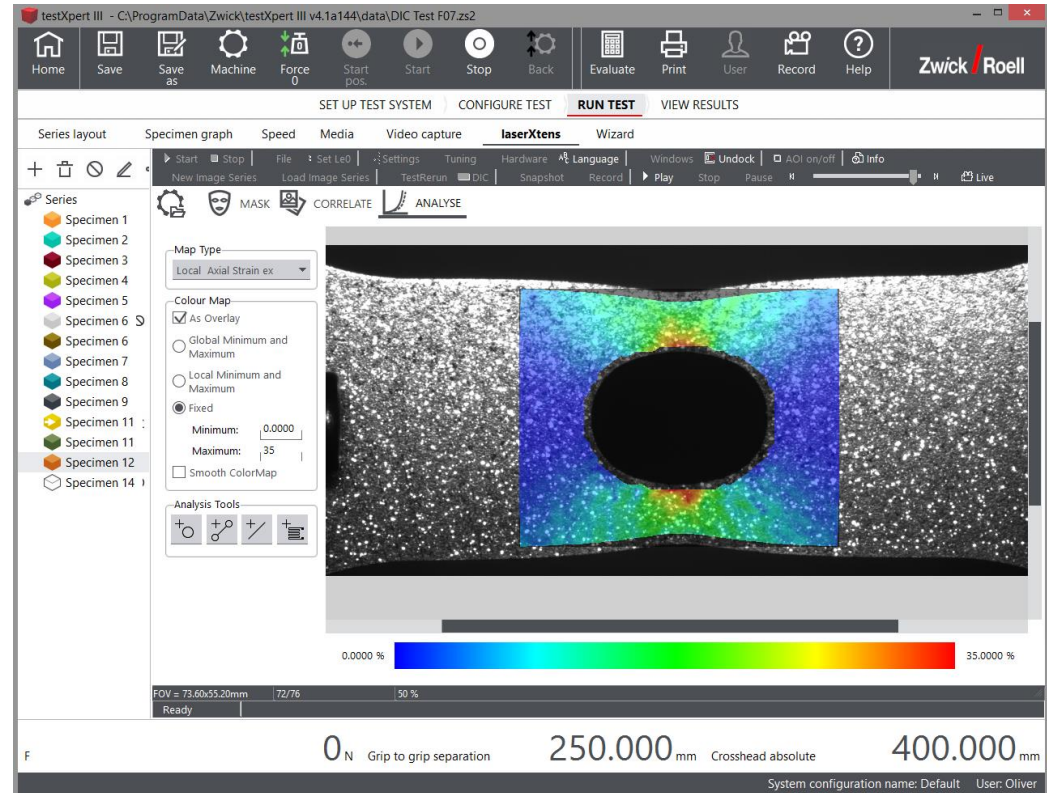 testXpert III - C:\ProgramData\Zwick\testXpert III v4.1a144\data\DIC Test F07.zs2
Home Save Save as Machine Force 0 Start pos. Start Stop Back Evaluate Print User Record Help Zwick/Roell
SET UP TEST SYSTEM CONFIGURE TEST RUN TEST VIEW RESULTS
Series layout Specimen graph Speed Media Video capture laserXtens Wizard
Start Stop File Set Le0 Settings Tuning Hardware Language Windows Undock AOI on/off Info
New Image Series Load Image Series TestRerun DIC Snapshot Record Play Stop Pause Live
MASK CORRELATE ANALYSE
Series
Specimen 1
Specimen 2
Specimen 3
Specimen 4
Specimen 5
Specimen 6
Specimen 6
Specimen 7
Specimen 8
Specimen 9
Specimen 11
Specimen 11
Specimen 12
Specimen 14
Map Type
Local Axial Strain ex
Colour Map
As Overlay
Global Minimum and
Maximum
Local Minimum and
Maximum
Fixed
Minimum: 0.0000
Maximum: 35
Smooth ColorMap
Analysis Tools
0.0000 % 35.0000 %
FOV = 73.60x55.20mm 72/76 50 %
Ready
F 0 N Grip to grip separation 250.000 mm Crosshead absolute 400.000 mm
System configuration name: Default User: Oliver